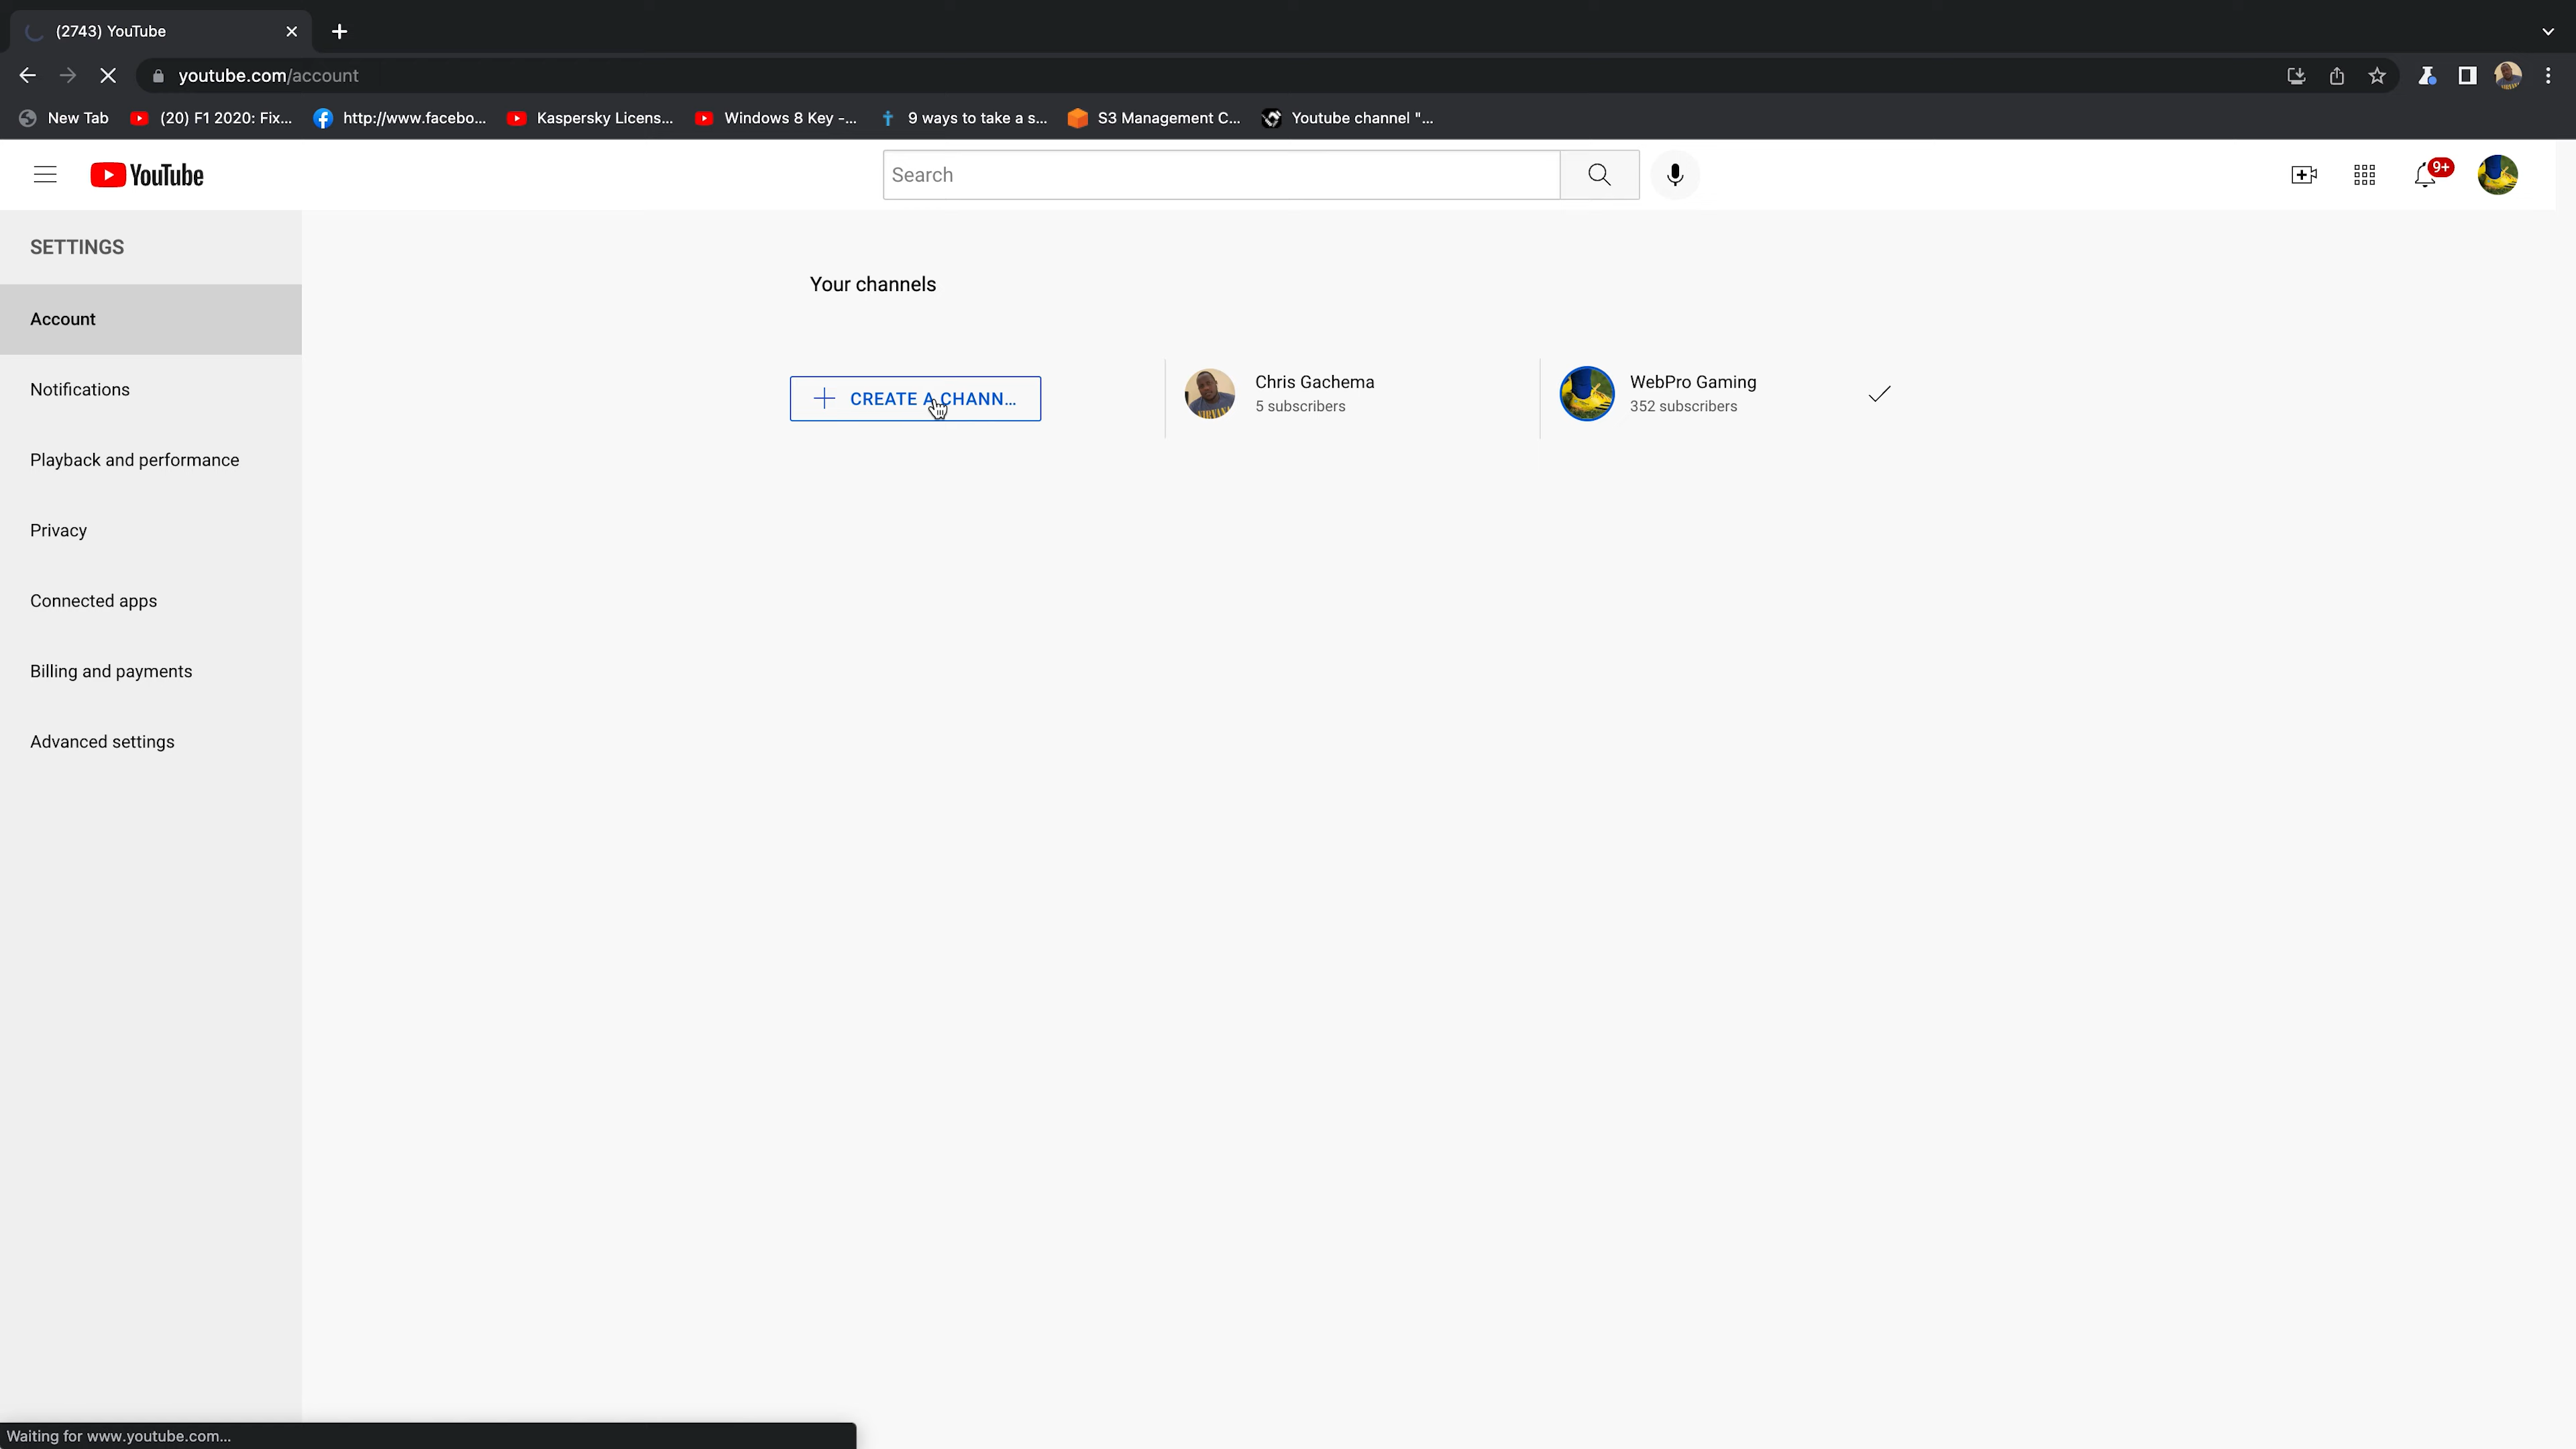 (2743) YouTube
youtube.com/account
New Tab
(20) F1 2020: Fix...
http://www.facebo...
Kaspersky Licens...
Windows 8 Key -...
9 ways to take a s...
S3 Management C...
Youtube channel "...
YouTube
Search
9+
SETTINGS
Account
Notifications
Playback and performance
Privacy
Connected apps
Billing and payments
Advanced settings
Your channels
CREATE A CHANN...
Chris Gachema
5 subscribers
WebPro Gaming
352 subscribers
Waiting for www.youtube.com...